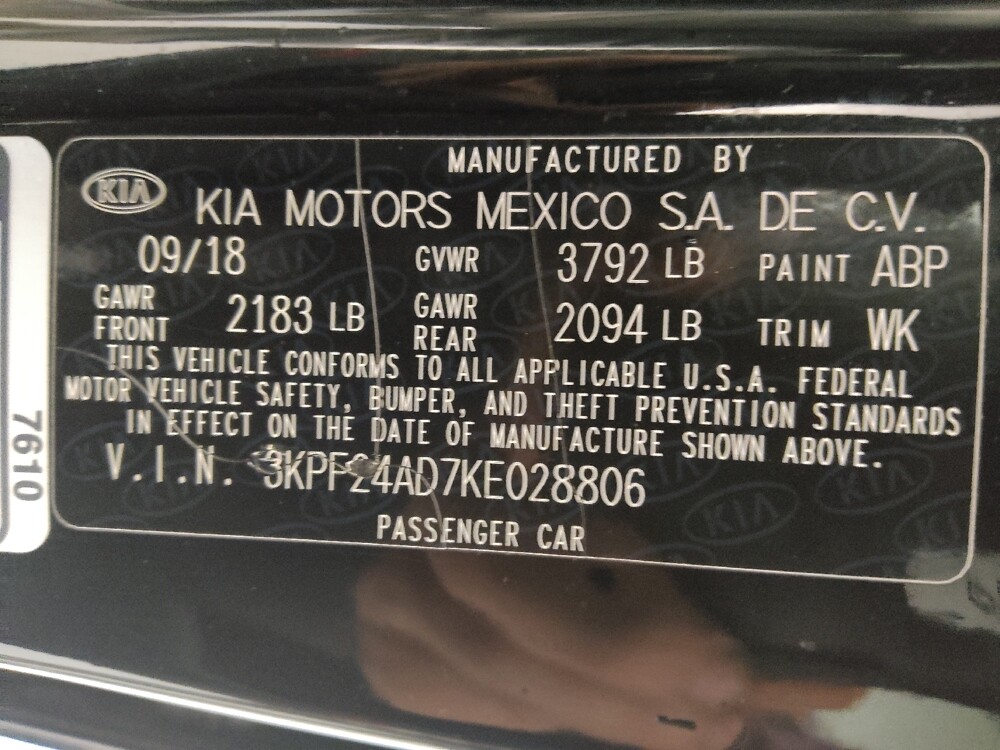 MANUFACTURED BY
KIA KIA MOTORS MEXICO S.A. DE C.V.
09/18 GVWR 3792 LB PAINT ABP
GAWR FRONT 2183 LB GAWR REAR 2094 LB TRIM WK
THIS VEHICLE CONFORMS TO ALL APPLICABLE U.S.A. FEDERAL
MOTOR VEHICLE SAFETY, BUMPER, AND THEFT PREVENTION STANDARDS
IN EFFECT ON THE DATE OF MANUFACTURE SHOWN ABOVE.
V.I.N. 3KPF24AD7KE028806
PASSENGER CAR
7610